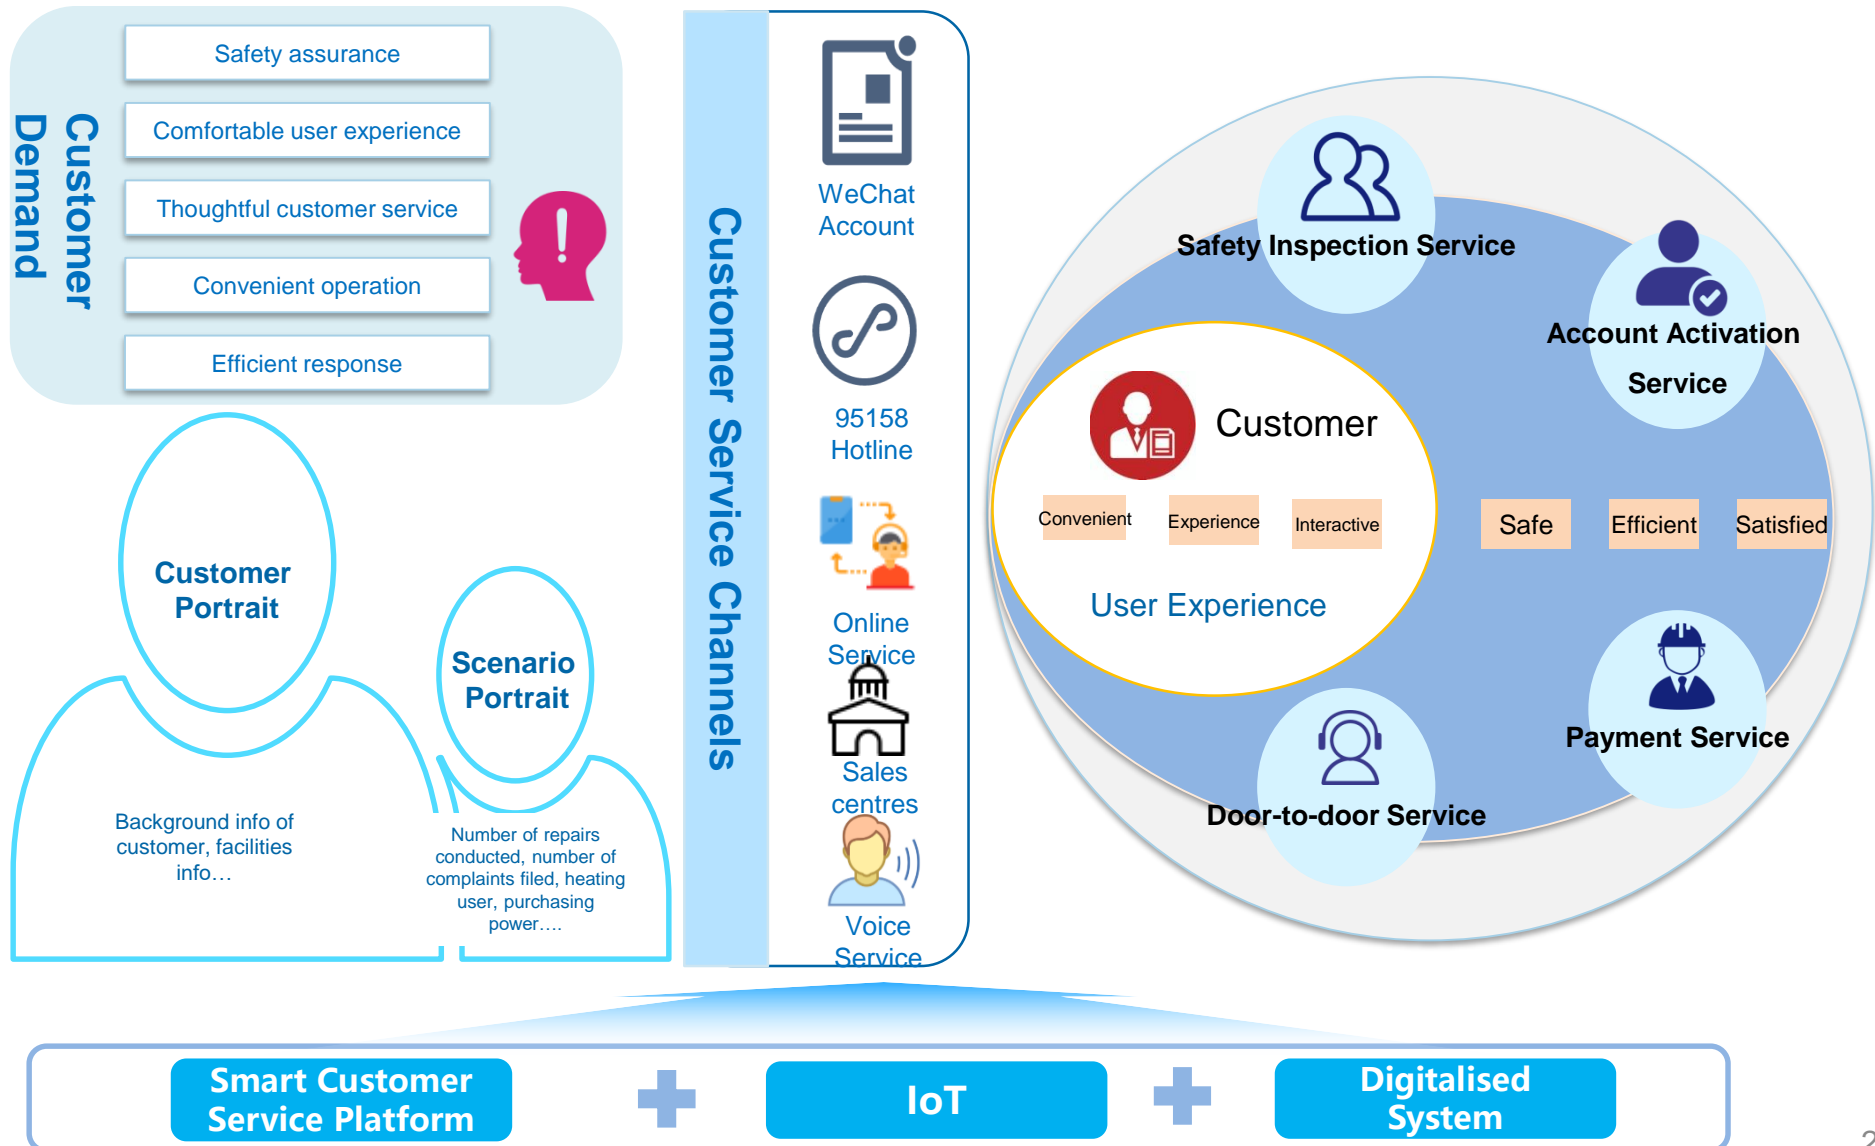 Customer
Demand
Safety assurance
Comfortable user experience
Thoughtful customer service
Convenient operation
Efficient response
Customer
Portrait
Background info of
customer, facilities
info…
Scenario
Portrait
Number of repairs
conducted, number of
complaints filed, heating
user, purchasing
power….
Customer Service Channels
WeChat
Account
95158
Hotline
Online
Service
Sales
centres
Voice
Service
Safety Inspection Service
Account Activation
Service
Customer
Convenient
Experience
Interactive
User Experience
Safe
Efficient
Satisfied
Payment Service
Door-to-door Service
Smart Customer
Service Platform
IoT
Digitalised
System